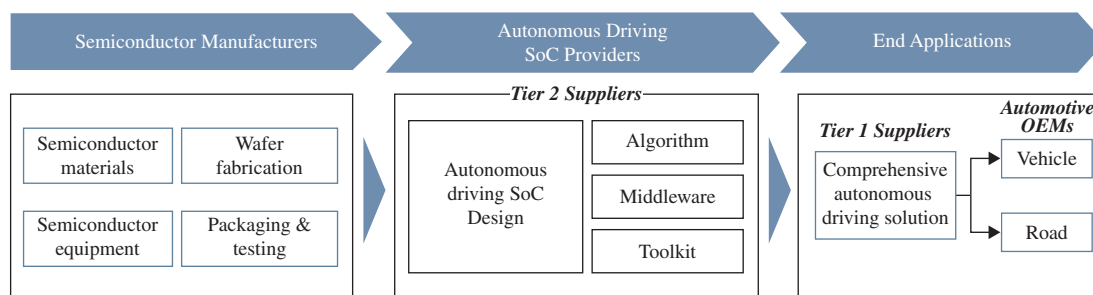 Semiconductor Manufacturers
Autonomous Driving
SoC Providers
End Applications
Semiconductor
materials
Wafer
fabrication
Semiconductor
equipment
Packaging &
testing
Tier 2 Suppliers
Autonomous
driving SoC
Design
Algorithm
Middleware
Toolkit
Tier 1 Suppliers
Comprehensive
autonomous
driving solution
Automotive
OEMs
Vehicle
Road